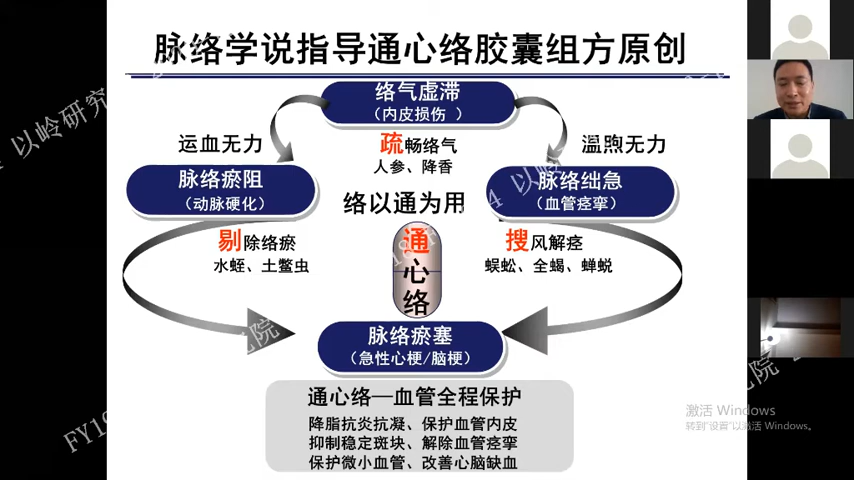 脉络学说指导通心络胶囊组方原创
络气虚滞
（内皮损伤 ）
运血无力
疏畅络气
人参、降香
温煦无力
脉络瘀阻
（动脉硬化）
脉络绌急
（血管痉挛）
络以通为用
剔除络瘀
水蛭、土鳖虫
通心络
搜风解痉
蜈蚣、全蝎、蝉蜕
脉络瘀塞
（急性心梗/脑梗）
通心络—血管全程保护
降脂抗炎抗凝、保护血管内皮
抑制稳定斑块、解除血管痉挛
保护微小血管、改善心脑缺血
激活 Windows
转到"设置"以激活 Windows。
以岭研究